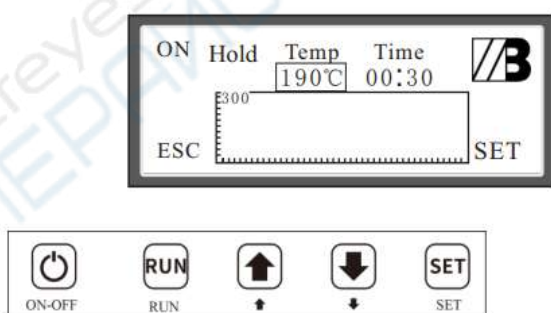 ON Hold Temp Time
190℃ 00:30
300
ESC SET
RUN SET
ON-OFF RUN SET